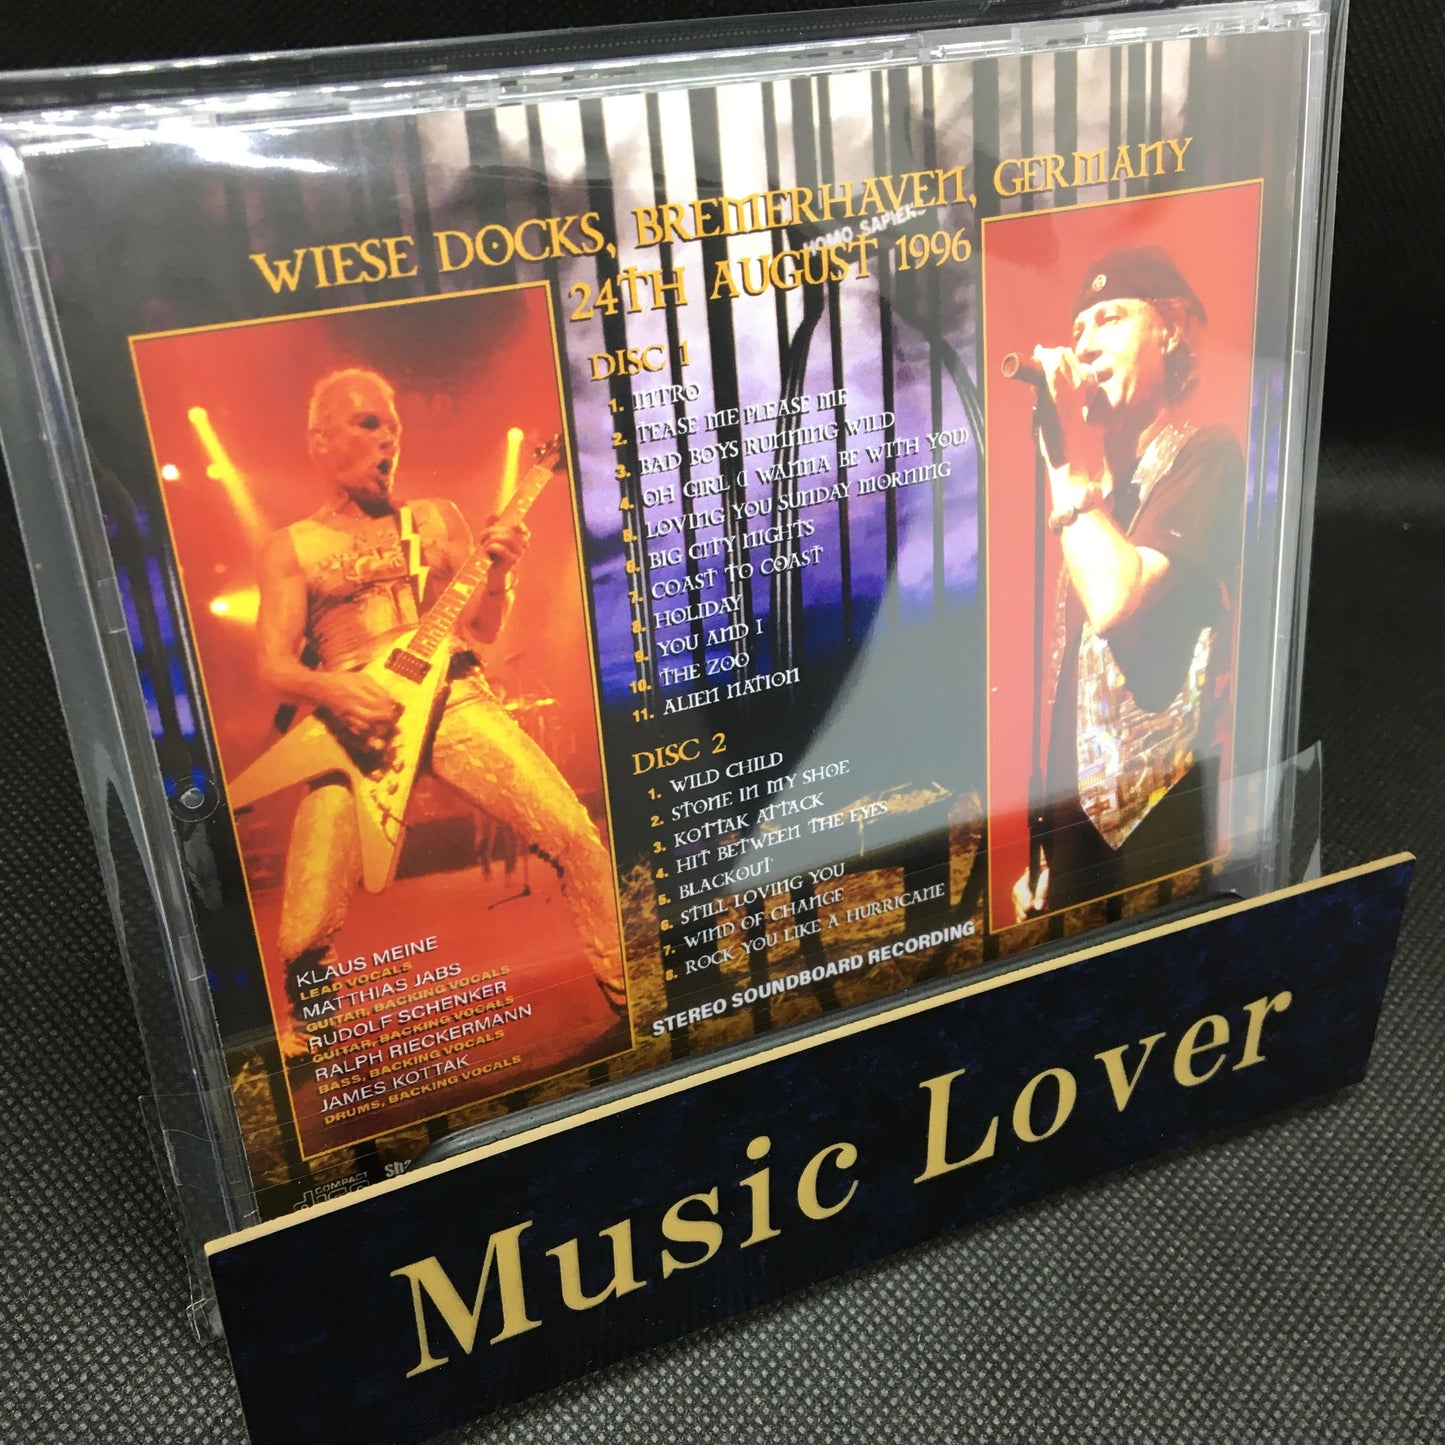 WIESE DOCKS, BREMERHAVEN, GERMANY
HOMO SAPIENS
24TH AUGUST 1996
DISC 1
1. INTRO
2. TEASE ME PLEASE ME
3. BAD BOYS RUNNING WILD
4. OH GIRL (I WANNA BE WITH YOU)
5. LOVING YOU SUNDAY MORNING
6. BIG CITY NIGHTS
7. COAST TO COAST
8. HOLIDAY
9. YOU AND I
10. THE ZOO
11. ALIEN NATION
DISC 2
1. WILD CHILD
2. STONE IN MY SHOE
3. KOTTAK ATTACK
4. HIT BETWEEN THE EYES
5. BLACKOUT
6. STILL LOVING YOU
7. WIND OF CHANGE
8. ROCK YOU LIKE A HURRICANE
STEREO SOUNDBOARD RECORDING
KLAUS MEINE
LEAD VOCALS
MATTHIAS JABS
GUITAR, BACKING VOCALS
RUDOLF SCHENKER
GUITAR, BACKING VOCALS
RALPH RIECKERMANN
BASS, BACKING VOCALS
JAMES KOTTAK
DRUMS, BACKING VOCALS
COMPACT
disc
Music Lover